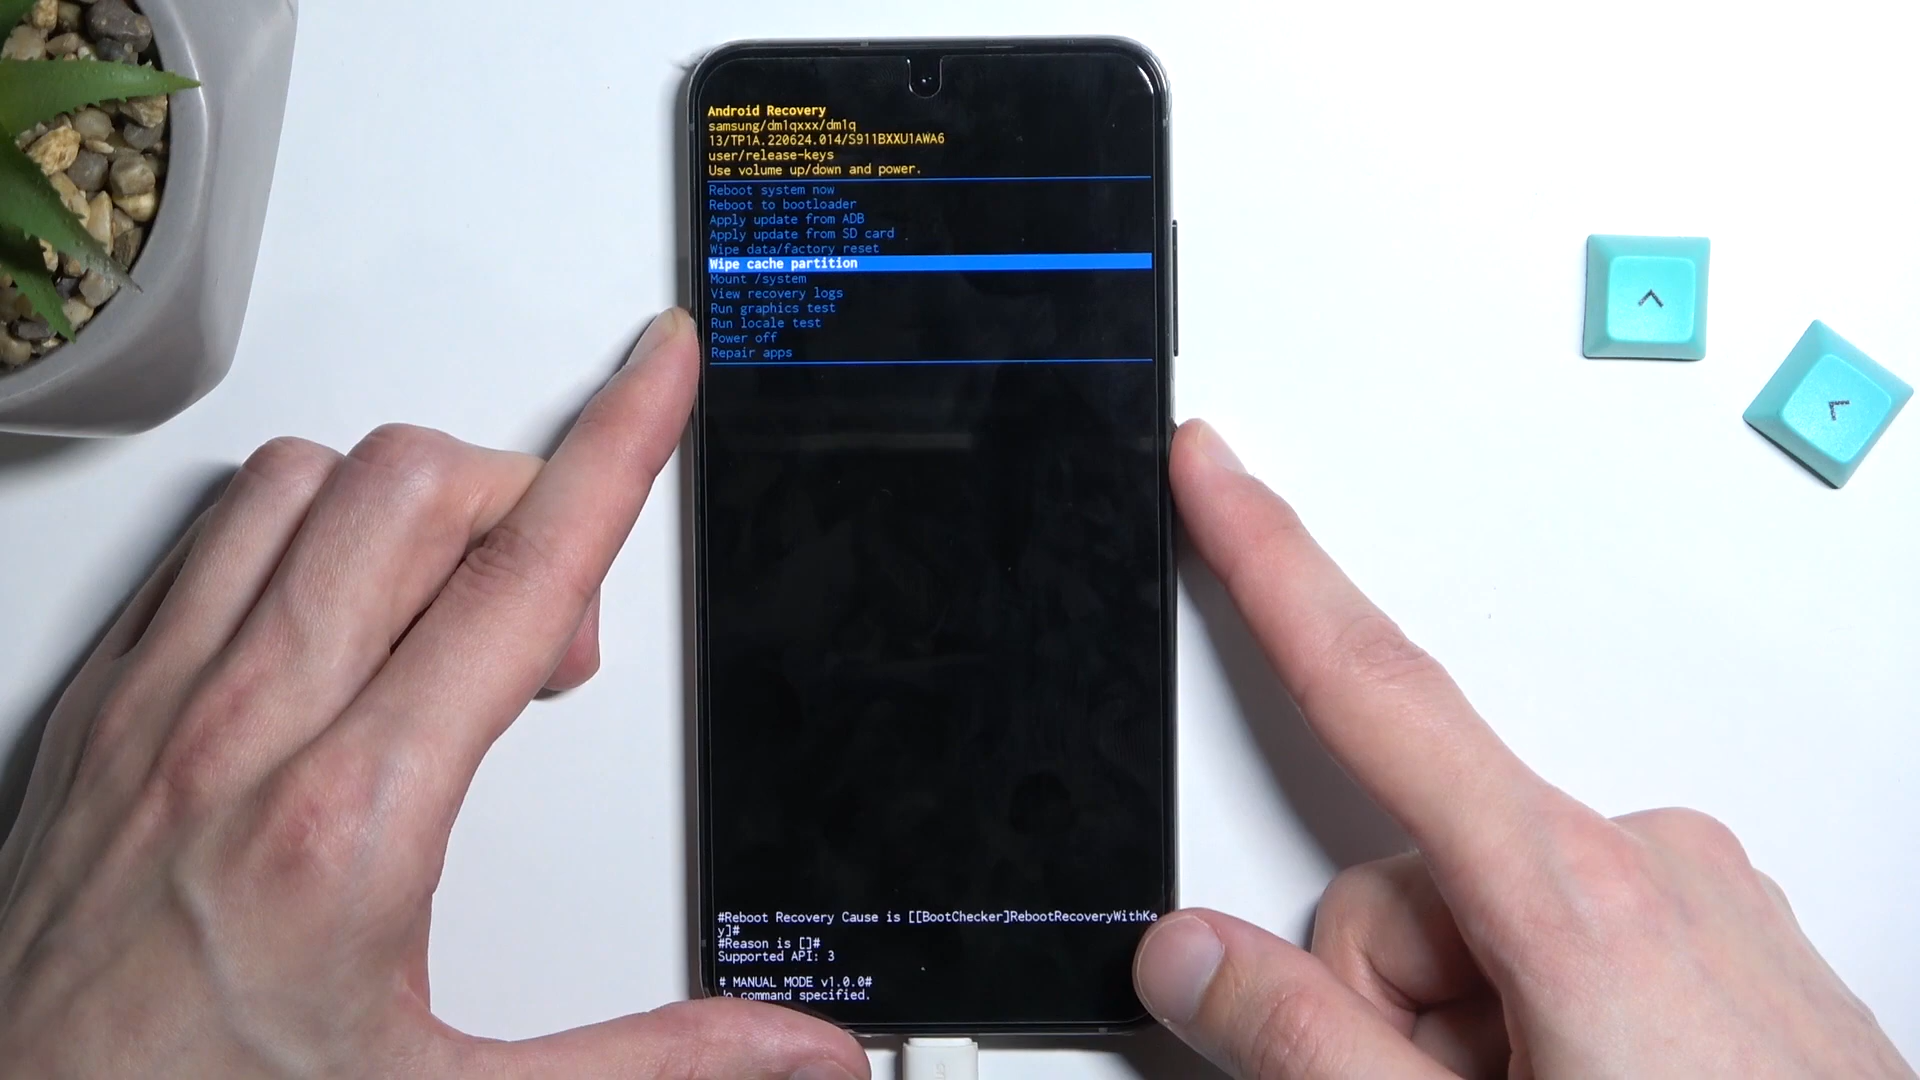 Android Recovery
samsung/dm1qxxx/dm1q
13/TP1A.220624.014/S911BXXU1AWA6
user/release-keys
Use volume up/down and power.
Reboot system now
Reboot to bootloader
Apply update from ADB
Apply update from SD card
Wipe data/factory reset
Wipe cache partition
Mount /system
View recovery logs
Run graphics test
Run locale test
Power off
Repair apps
#Reboot Recovery Cause is [[BootChecker]RebootRecoveryWithKe
y]#
#Reason is []#
Supported API: 3
# MANUAL MODE v1.0.0#
command specified.